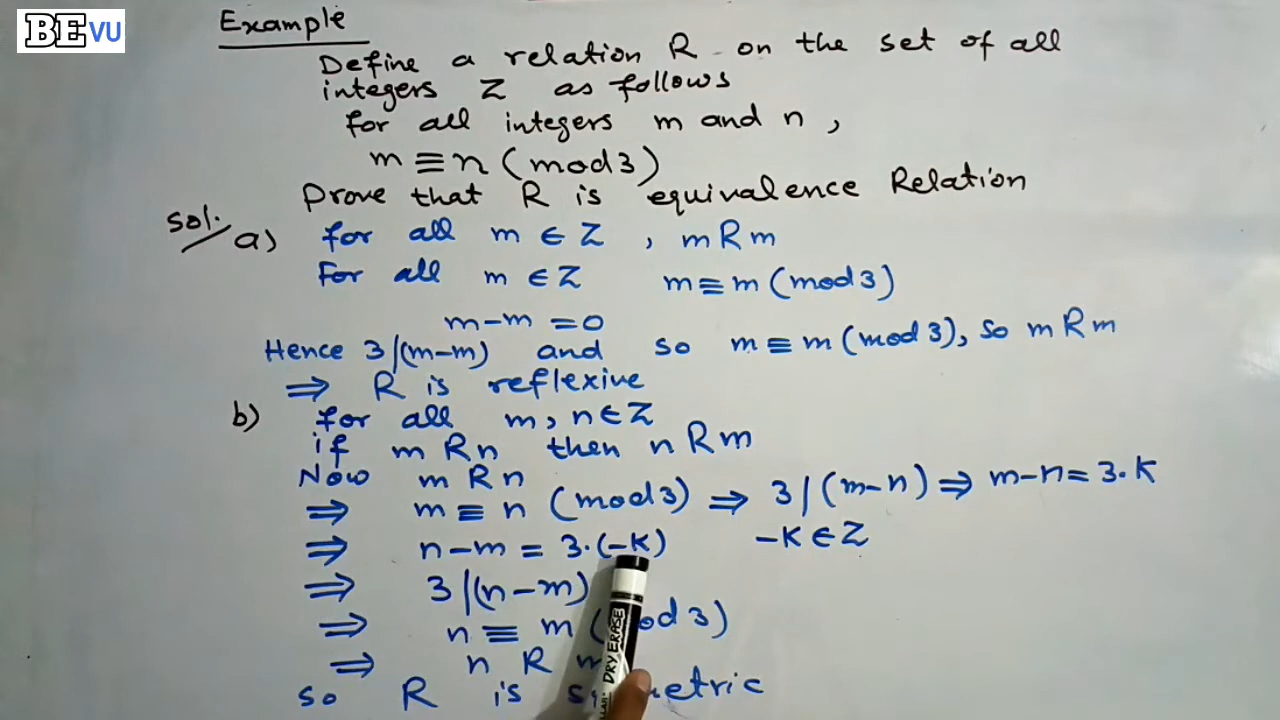 BEVU
Example
Define a relation R on the set of all
integers Z as follows
for all integers m and n,
m ≡ n (mod 3)
Prove that R is equivalence Relation
Sol.
a) for all m ∈ Z , m R m
For all m ∈ Z m ≡ m (mod 3)
m-m = 0
Hence 3 | (m-m) and so m ≡ m (mod 3), so m R m
⇒ R is reflexive
b) for all m, n ∈ Z
if m R n then n R m
Now m R n
⇒ m ≡ n (mod 3) ⇒ 3 | (m-n) ⇒ m-n = 3.K
⇒ n-m = 3.(-K) -K ∈ Z
⇒ 3 | (n-m)
⇒ n ≡ m ( od 3)
⇒ n R m
so R is
DRY ERASE